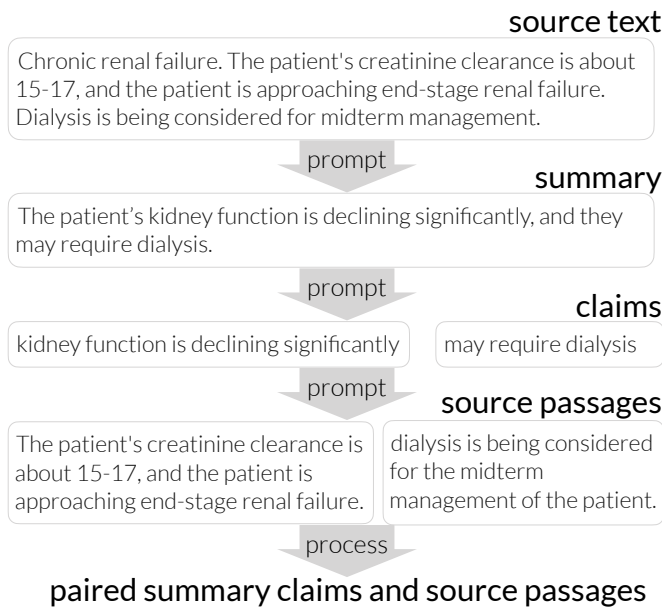 source text
Chronic renal failure. The patient's creatinine clearance is about
15-17, and the patient is approaching end-stage renal failure.
Dialysis is being considered for midterm management.
prompt
summary
The patient’s kidney function is declining significantly, and they
may require dialysis.
prompt
claims
kidney function is declining significantly
may require dialysis
prompt
source passages
The patient's creatinine clearance is
about 15-17, and the patient is
approaching end-stage renal failure.
dialysis is being considered
for the midterm
management of the patient.
process
paired summary claims and source passages